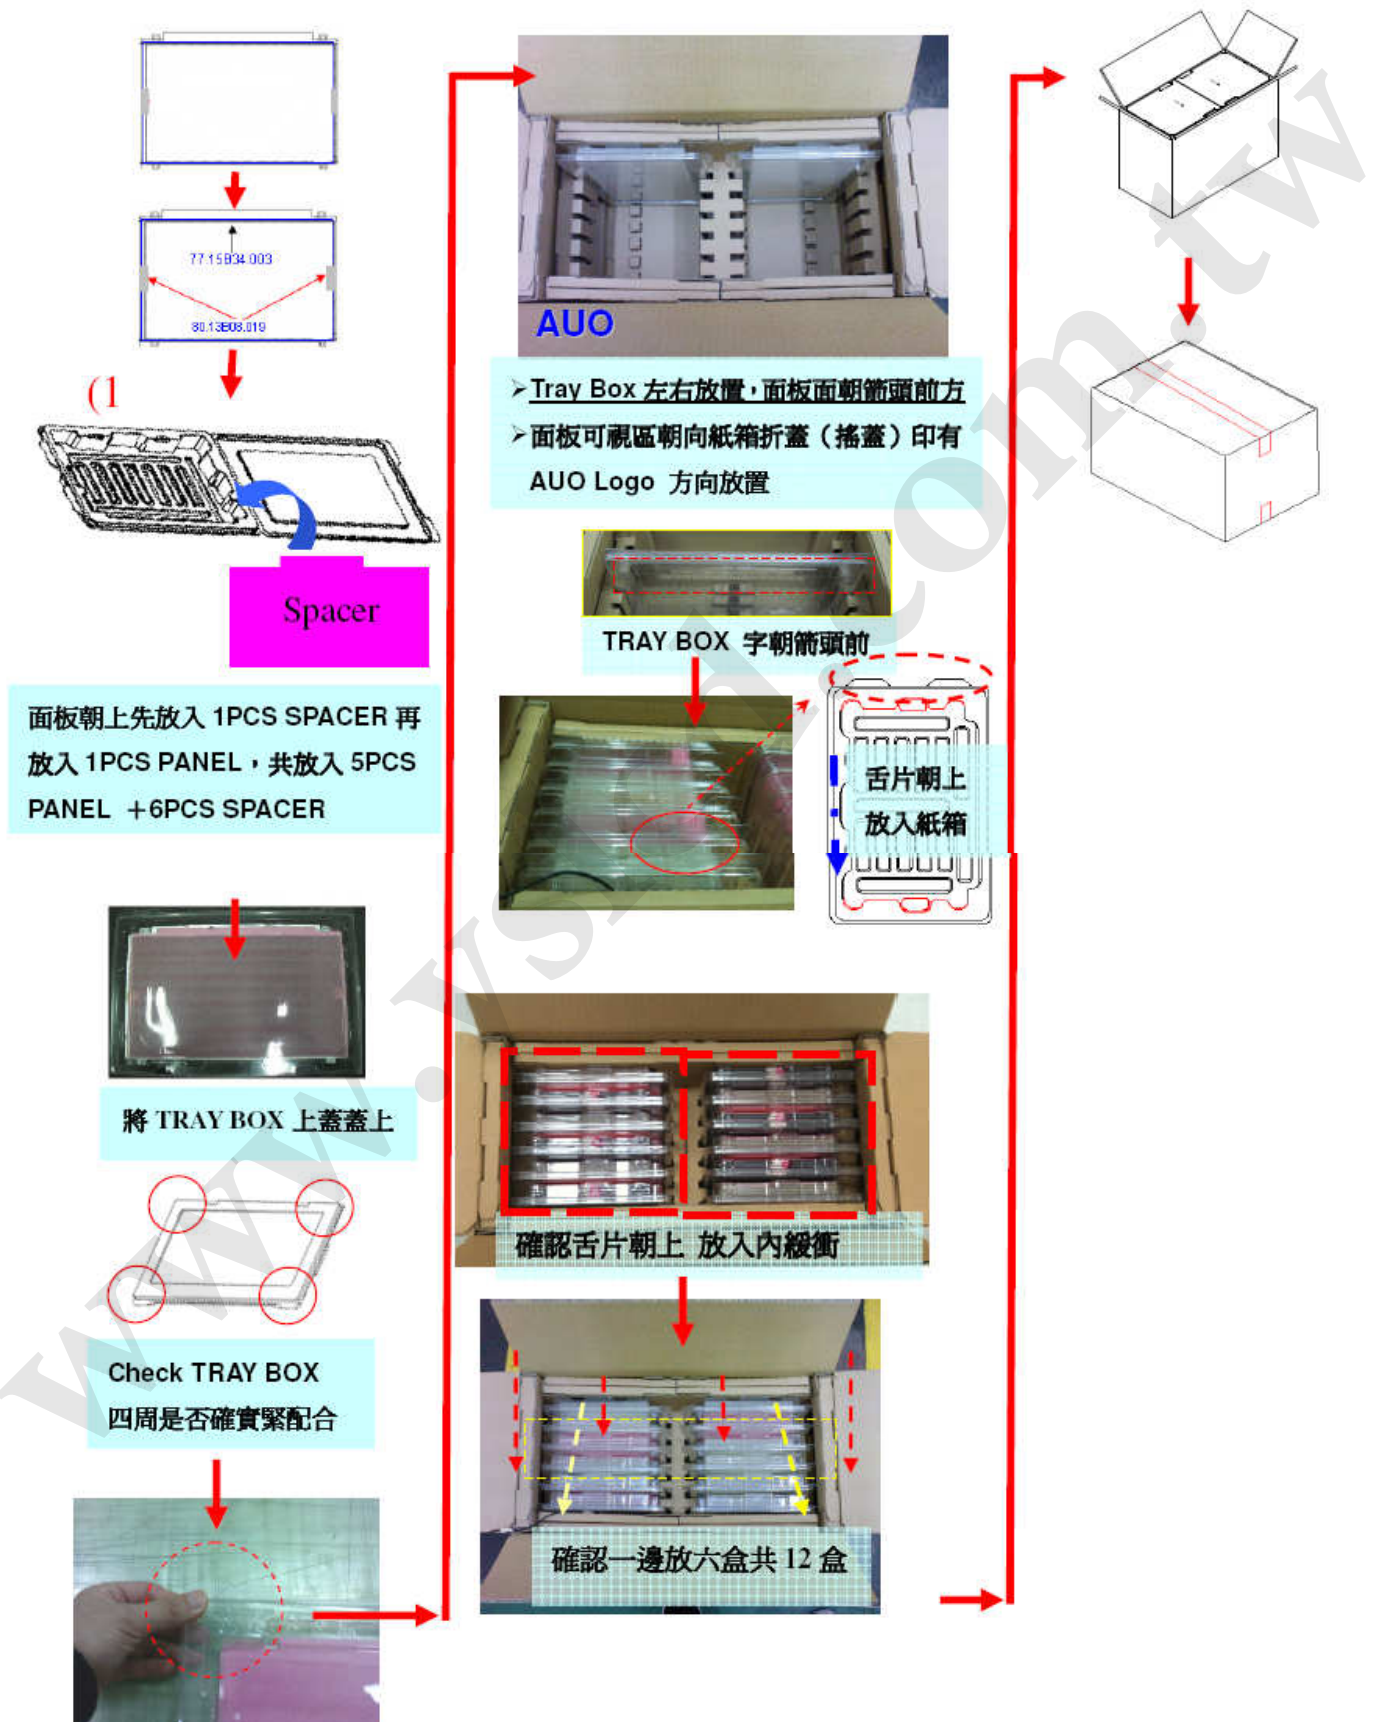 77.15B34.003
80.13B08.019
(1
Spacer
面板朝上先放入 1PCS SPACER 再
放入 1PCS PANEL，共放入 5PCS
PANEL ＋6PCS SPACER
將 TRAY BOX 上蓋蓋上
Check TRAY BOX
四周是否確實緊配合
AUO
➢Tray Box 左右放置，面板面朝箭頭前方
➢面板可視區朝向紙箱折蓋（搖蓋）印有
AUO Logo 方向放置
TRAY BOX 字朝箭頭前
舌片朝上
放入紙箱
確認舌片朝上 放入內緩衝
確認一邊放六盒共 12 盒